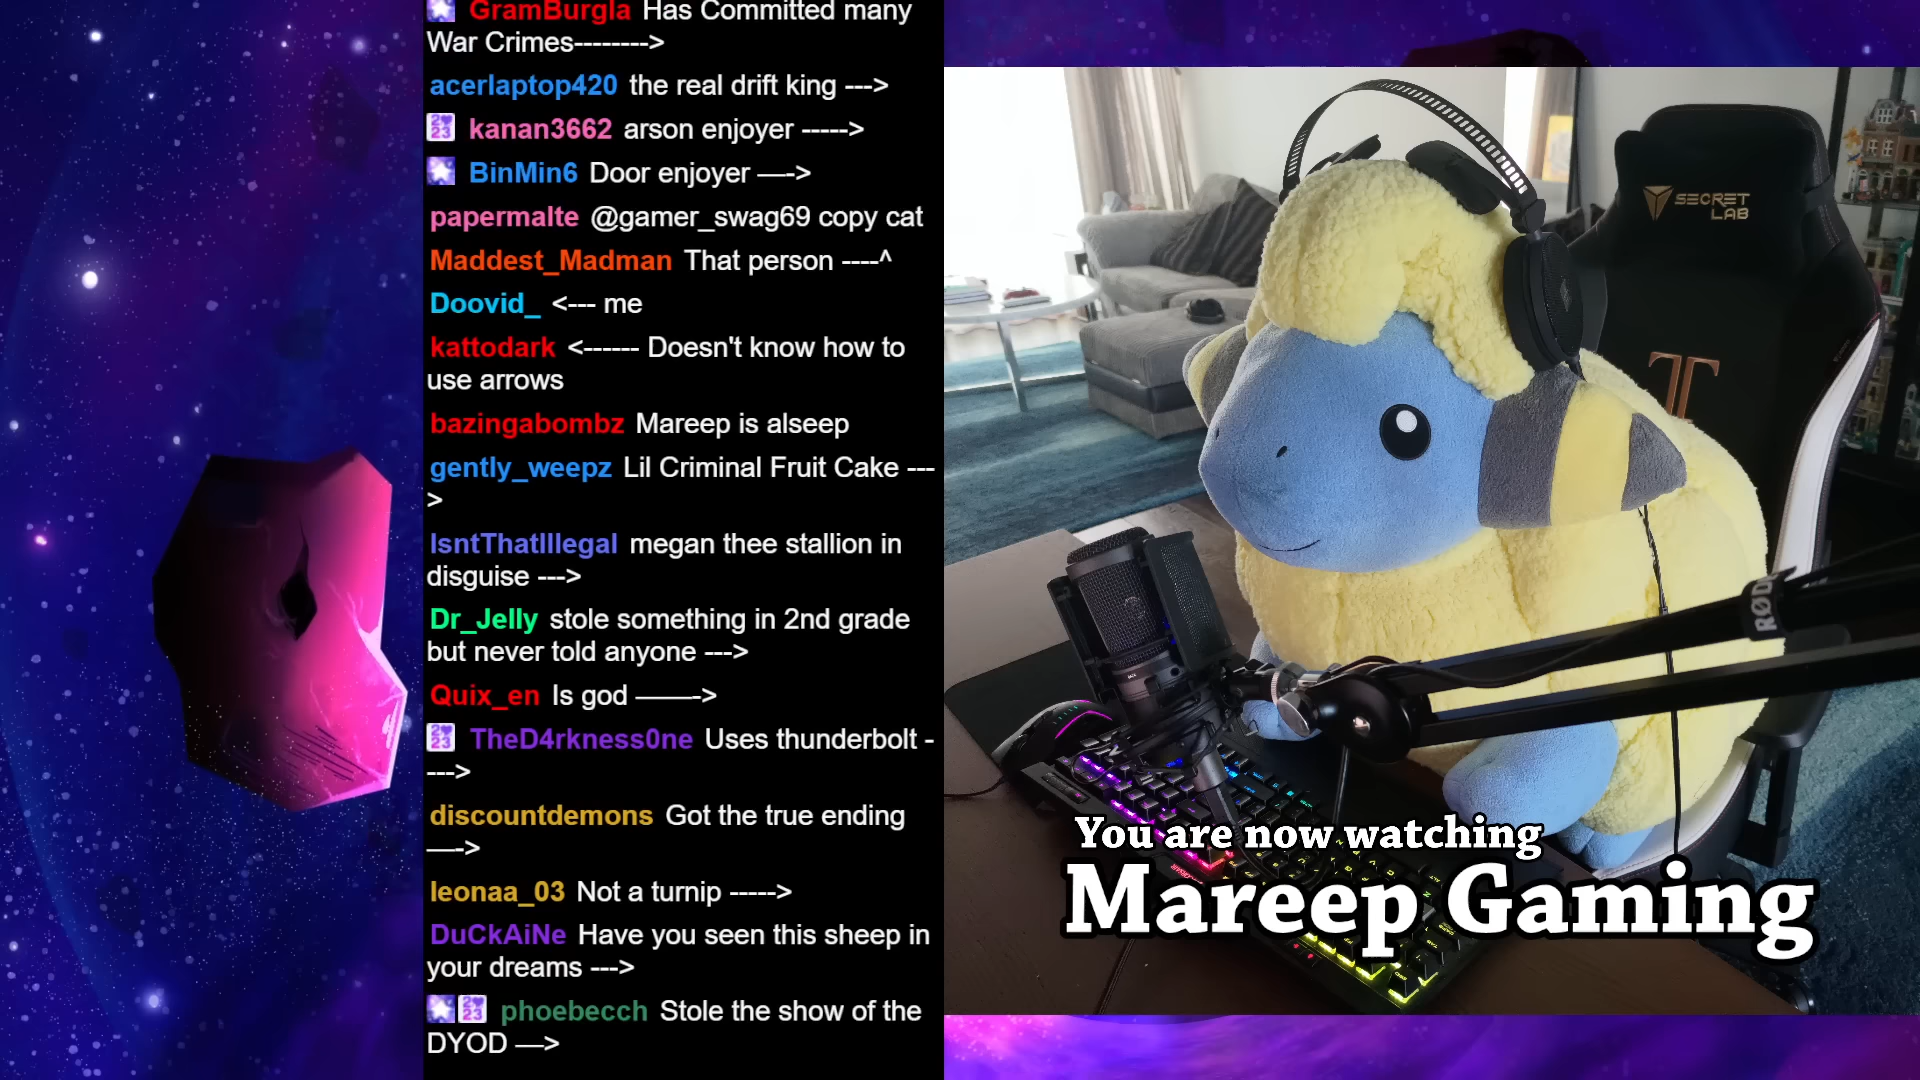 GramBurgla Has Committed many
War Crimes-------->
acerlaptop420 the real drift king --->
kanan3662 arson enjoyer ----->
BinMin6 Door enjoyer —->
papermalte @gamer_swag69 copy cat
Maddest_Madman That person ----^
Doovid_ <--- me
kattodark <------ Doesn't know how to
use arrows
bazingabombz Mareep is alseep
gently_weepz Lil Criminal Fruit Cake ---
>
IsntThatIllegal megan thee stallion in
disguise --->
Dr_Jelly stole something in 2nd grade
but never told anyone --->
Quix_en Is god ——->
TheD4rkness0ne Uses thunderbolt -
--->
discountdemons Got the true ending
—->
leonaa_03 Not a turnip ----->
DuCkAiNe Have you seen this sheep in
your dreams --->
phoebecch Stole the show of the
DYOD —>
SECRET
LAB
RØDE
You are now watching
Mareep Gaming